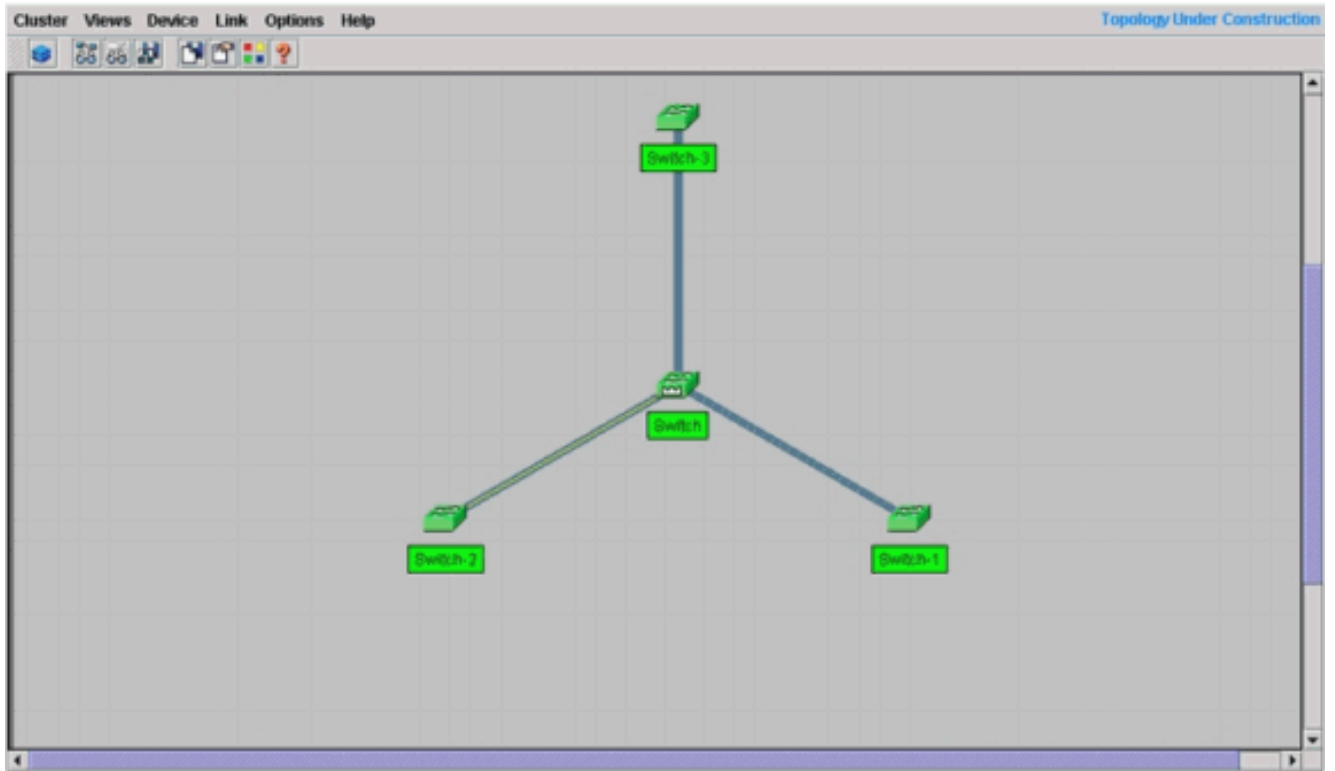 Cluster Views Device Link Options Help
Topology Under Construction
?
Switch-3
Switch
Switch-2
Switch-1